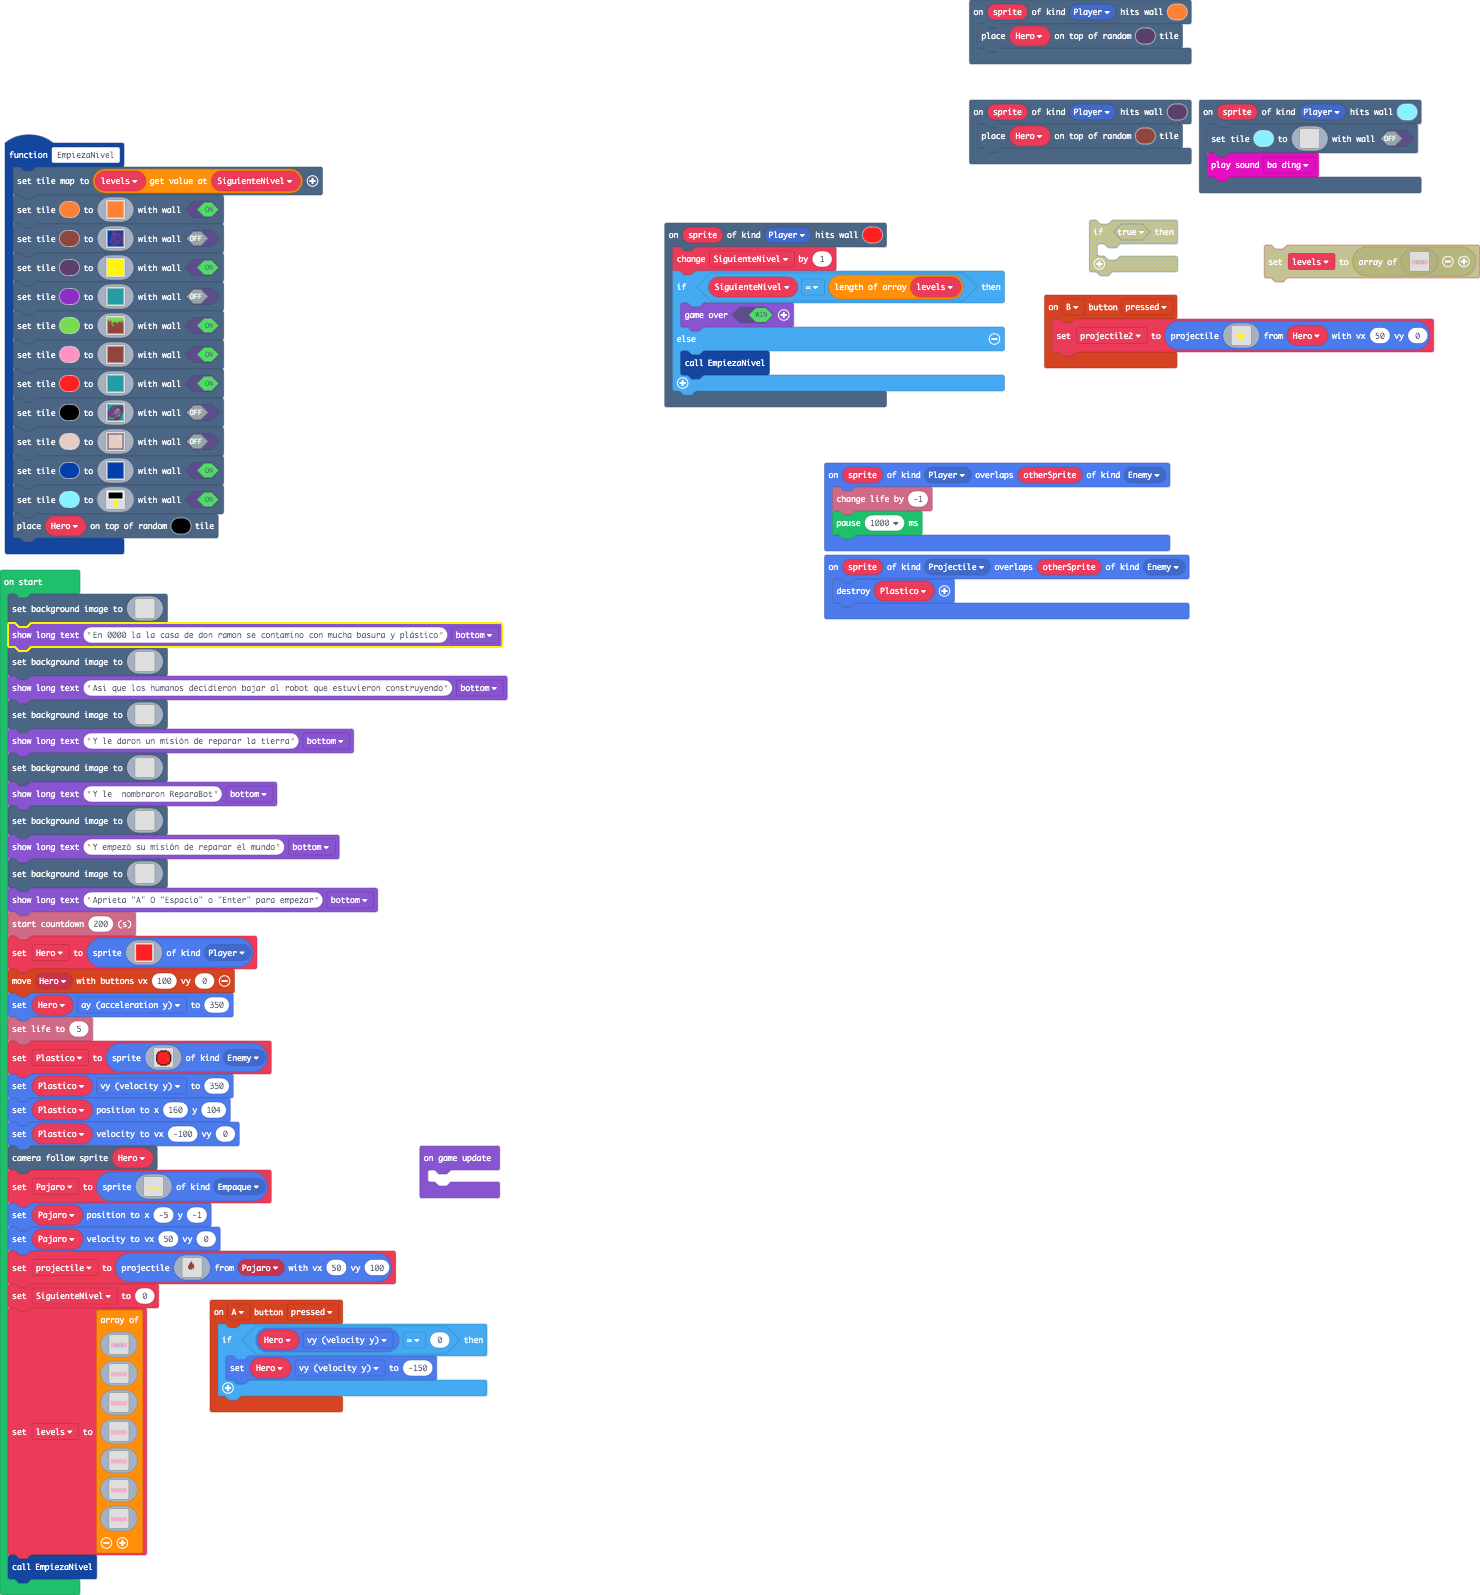 on sprite of kind Player hits wall
place Hero on top of random tile
on sprite of kind Player hits wall
place Hero on top of random tile
on sprite of kind Player hits wall
set tile to with wall OFF
play sound ba ding
function EmpiezaNivel
set tile map to levels get value at SiguienteNivel
set tile to with wall ON
set tile to with wall OFF
set tile to with wall ON
set tile to with wall OFF
set tile to with wall ON
set tile to with wall ON
set tile to with wall ON
set tile to with wall OFF
set tile to with wall OFF
set tile to with wall ON
set tile to with wall ON
place Hero on top of random tile
on sprite of kind Player hits wall
change SiguienteNivel by 1
if SiguienteNivel = length of array levels then
game over WIN
else
call EmpiezaNivel
if true then
set levels to array of
on B button pressed
set projectile2 to projectile from Hero with vx 50 vy 0
on sprite of kind Player overlaps otherSprite of kind Enemy
change life by -1
pause 1000 ms
on sprite of kind Projectile overlaps otherSprite of kind Enemy
destroy Plastico
on start
set background image to
show long text "En 0000 la la casa de don ramon se contamino con mucha basura y plástico" bottom
set background image to
show long text "Asi que los humanos decidieron bajar al robot que estuvieron construyendo" bottom
set background image to
show long text "Y le daron un misión de reparar la tierra" bottom
set background image to
show long text "Y le  nombraron ReparaBot" bottom
set background image to
show long text "Y empezó su misión de reparar el mundo" bottom
set background image to
show long text "Aprieta "A" O "Espacio" o "Enter" para empezar" bottom
start countdown 200 (s)
set Hero to sprite of kind Player
move Hero with buttons vx 100 vy 0
set Hero ay (acceleration y) to 350
set life to 5
set Plastico to sprite of kind Enemy
set Plastico vy (velocity y) to 350
set Plastico position to x 160 y 104
set Plastico velocity to vx -100 vy 0
camera follow sprite Hero
set Pajaro to sprite of kind Empaque
set Pajaro position to x -5 y -1
set Pajaro velocity to vx 50 vy 0
set projectile to projectile from Pajaro with vx 50 vy 100
set SiguienteNivel to 0
set levels to array of
call EmpiezaNivel
on game update
on A button pressed
if Hero vy (velocity y) = 0 then
set Hero vy (velocity y) to -150